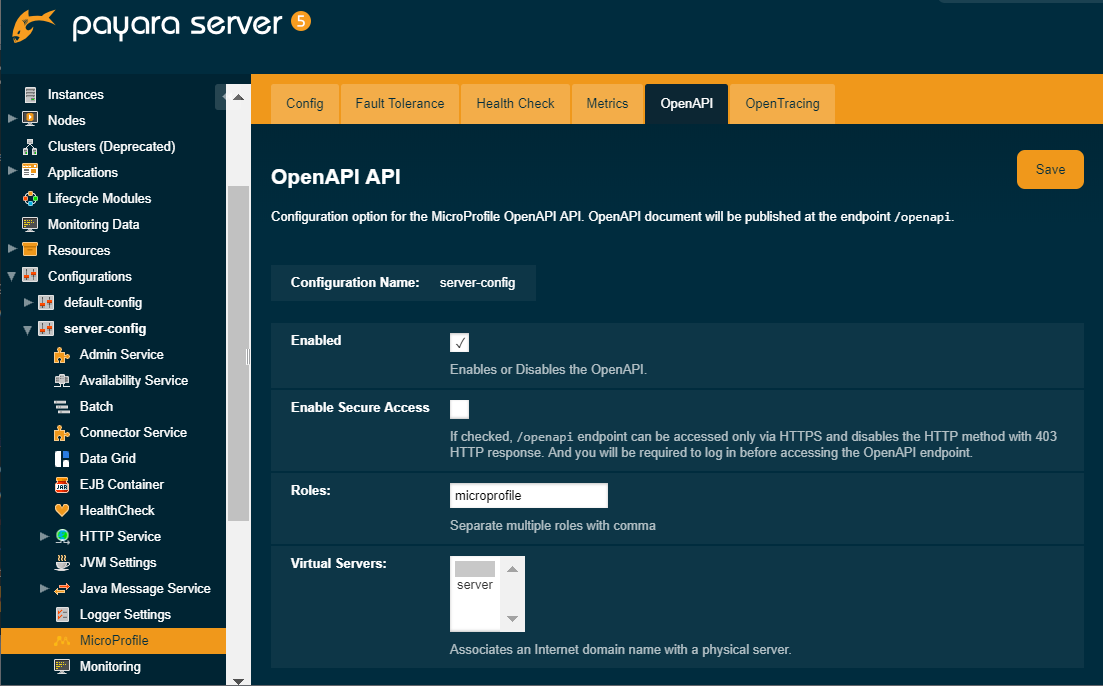 payara server 5
Instances
Nodes
Clusters (Deprecated)
Applications
Lifecycle Modules
Monitoring Data
Resources
Configurations
default-config
server-config
Admin Service
Availability Service
Batch
Connector Service
Data Grid
EJB Container
HealthCheck
HTTP Service
JVM Settings
Java Message Service
Logger Settings
MicroProfile
Monitoring
Config Fault Tolerance Health Check Metrics OpenAPI OpenTracing
OpenAPI API
Save
Configuration option for the MicroProfile OpenAPI API. OpenAPI document will be published at the endpoint /openapi.
Configuration Name: server-config
Enabled
Enables or Disables the OpenAPI.
Enable Secure Access
If checked, /openapi endpoint can be accessed only via HTTPS and disables the HTTP method with 403
HTTP response. And you will be required to log in before accessing the OpenAPI endpoint.
Roles: microprofile
Separate multiple roles with comma
Virtual Servers:
server
Associates an Internet domain name with a physical server.